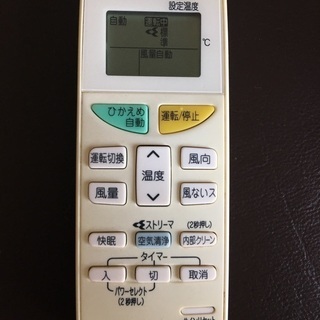 設定温度
自動 運転中
標
準
℃
風量自動
ひかえめ
自動
運転/停止
運転切換
風向
温度
風量
風ないス
ストリーマ
(2秒押し)
快眠
空気清浄
内部クリーン
タイマー
入
切
取消
パワーセレクト
(2秒押し)